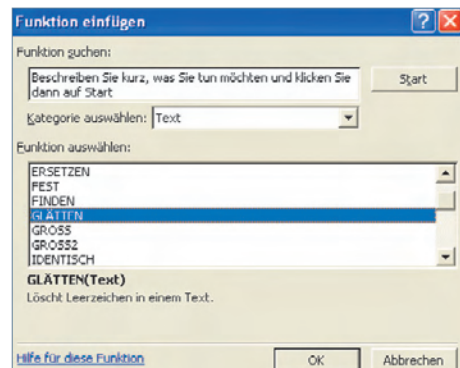 Funktion einfügen
Funktion suchen:
Beschreiben Sie kurz, was Sie tun möchten und klicken Sie
dann auf Start
Start
Kategorie auswählen: Text
Funktion auswählen:
ERSETZEN
FEST
FINDEN
GLÄTTEN
GROSS
GROSS2
IDENTISCH
GLÄTTEN(Text)
Löscht Leerzeichen in einem Text.
Hilfe für diese Funktion
OK
Abbrechen